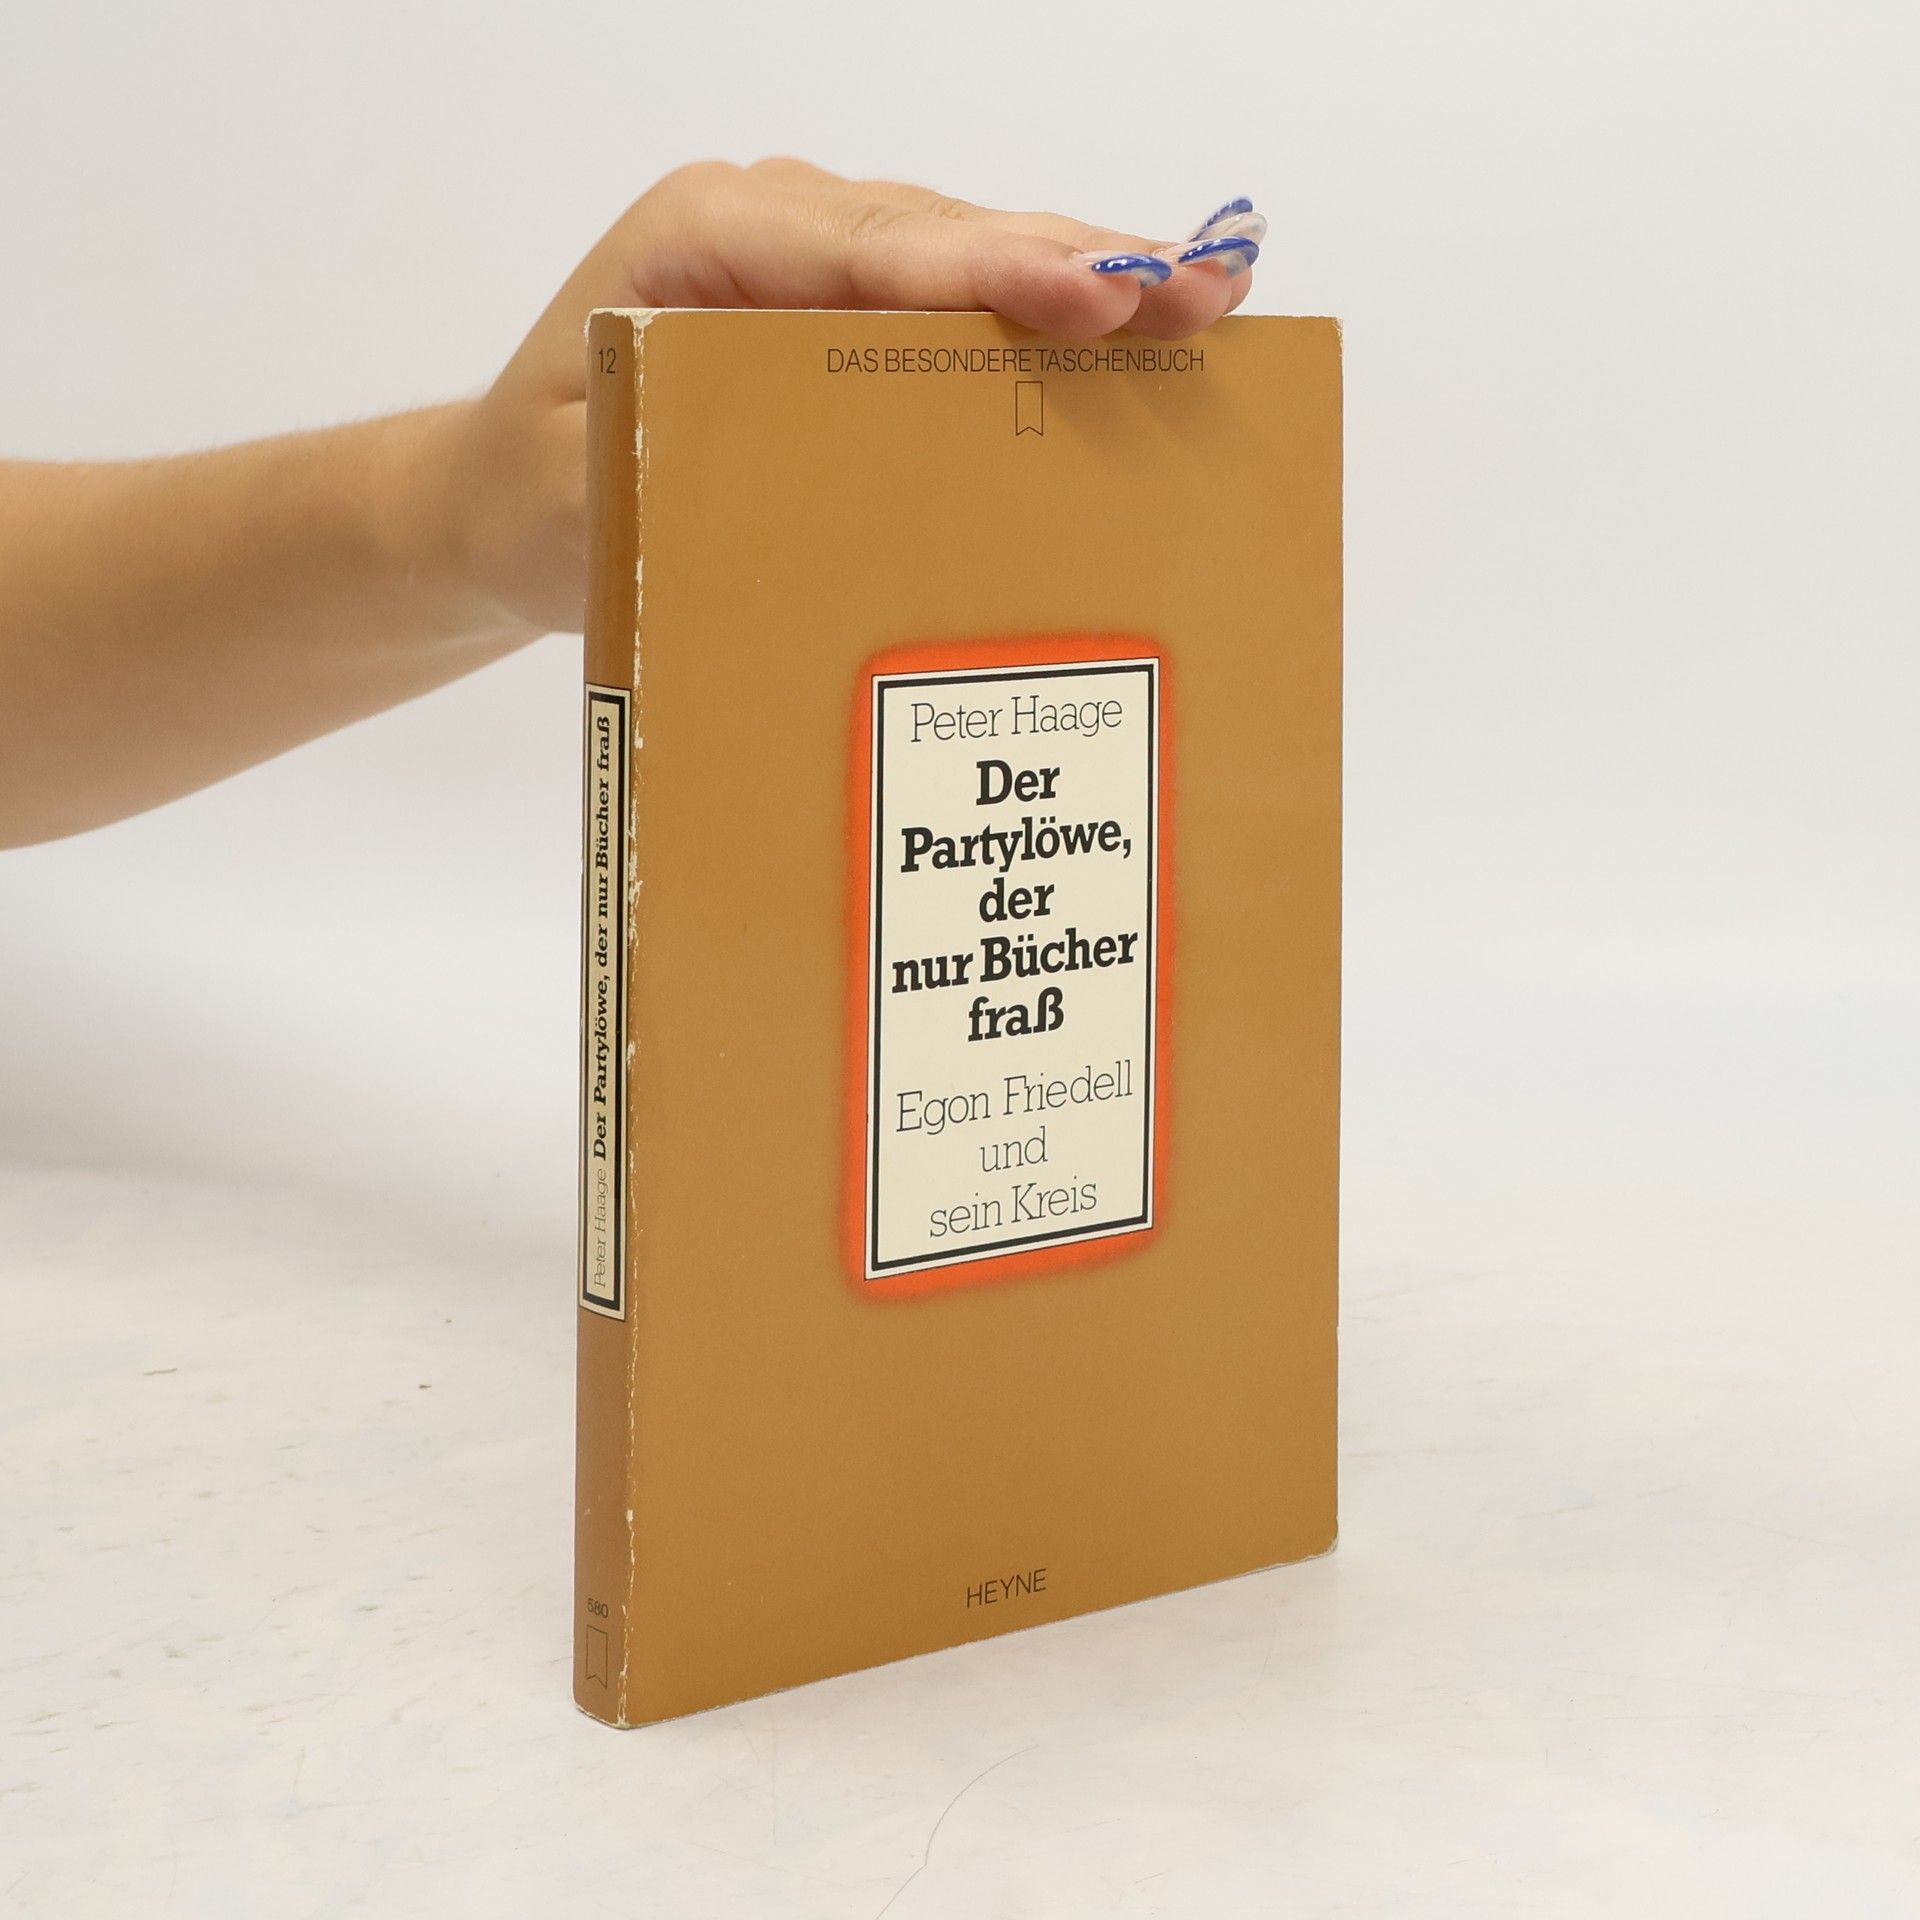 12
DAS BESONDERE TASCHENBUCH
Peter Haage
Der
Partylöwe,
der
nur Bücher
fraß
Egon Friedell
und
sein Kreis
HEYNE
Peter Haage Der Partylöwe, der nur Bücher fraß
580